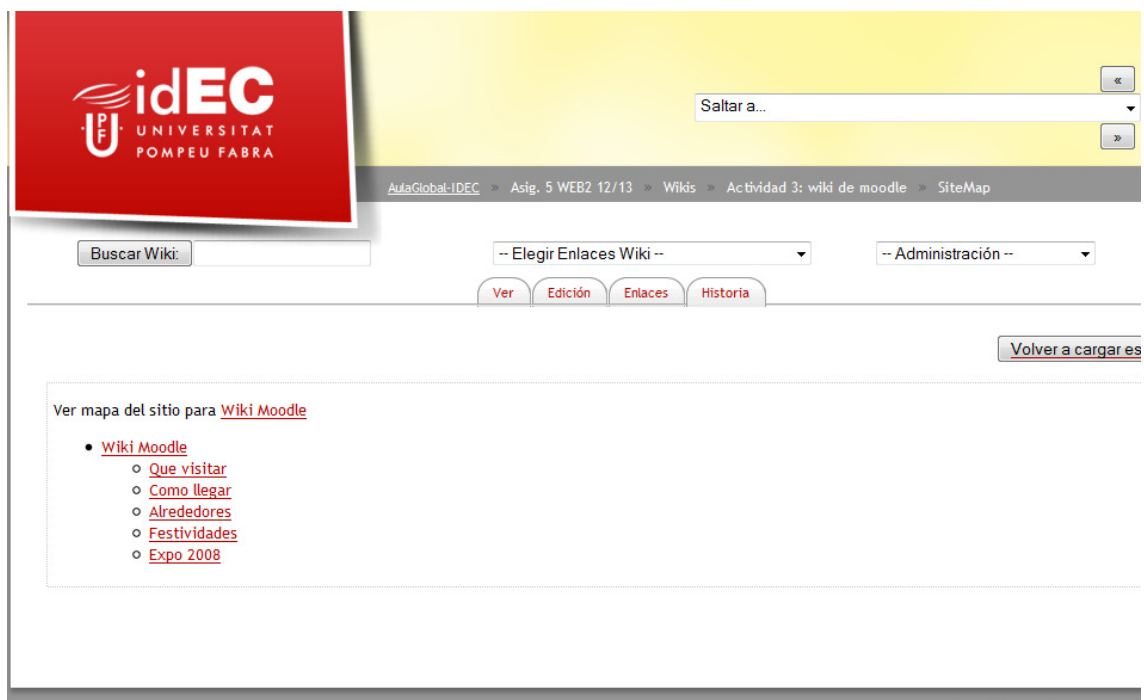 idEC
UPF
UNIVERSITAT
POMPEU FABRA
«
Saltar a...
»
AulaGlobal-IDEC » Asig. 5 WEB2 12/13 » Wikis » Actividad 3: wiki de moodle » SiteMap
Buscar Wiki: -- Elegir Enlaces Wiki -- -- Administración --
Ver Edición Enlaces Historia
Volver a cargar es
Ver mapa del sitio para Wiki Moodle
• Wiki Moodle
○ Que visitar
○ Como llegar
○ Alrededores
○ Festividades
○ Expo 2008